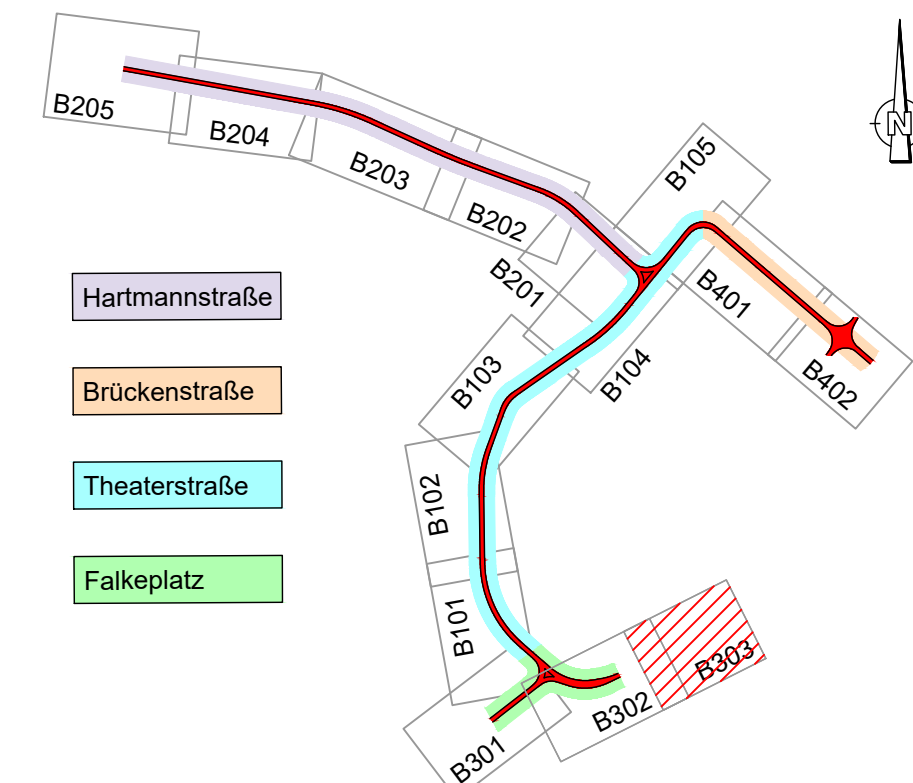 B205
B204
B203
B202
B201
B105
N
B401
B402
B104
B103
B102
B101
B301
B302
B303
Hartmannstraße
Brückenstraße
Theaterstraße
Falkeplatz